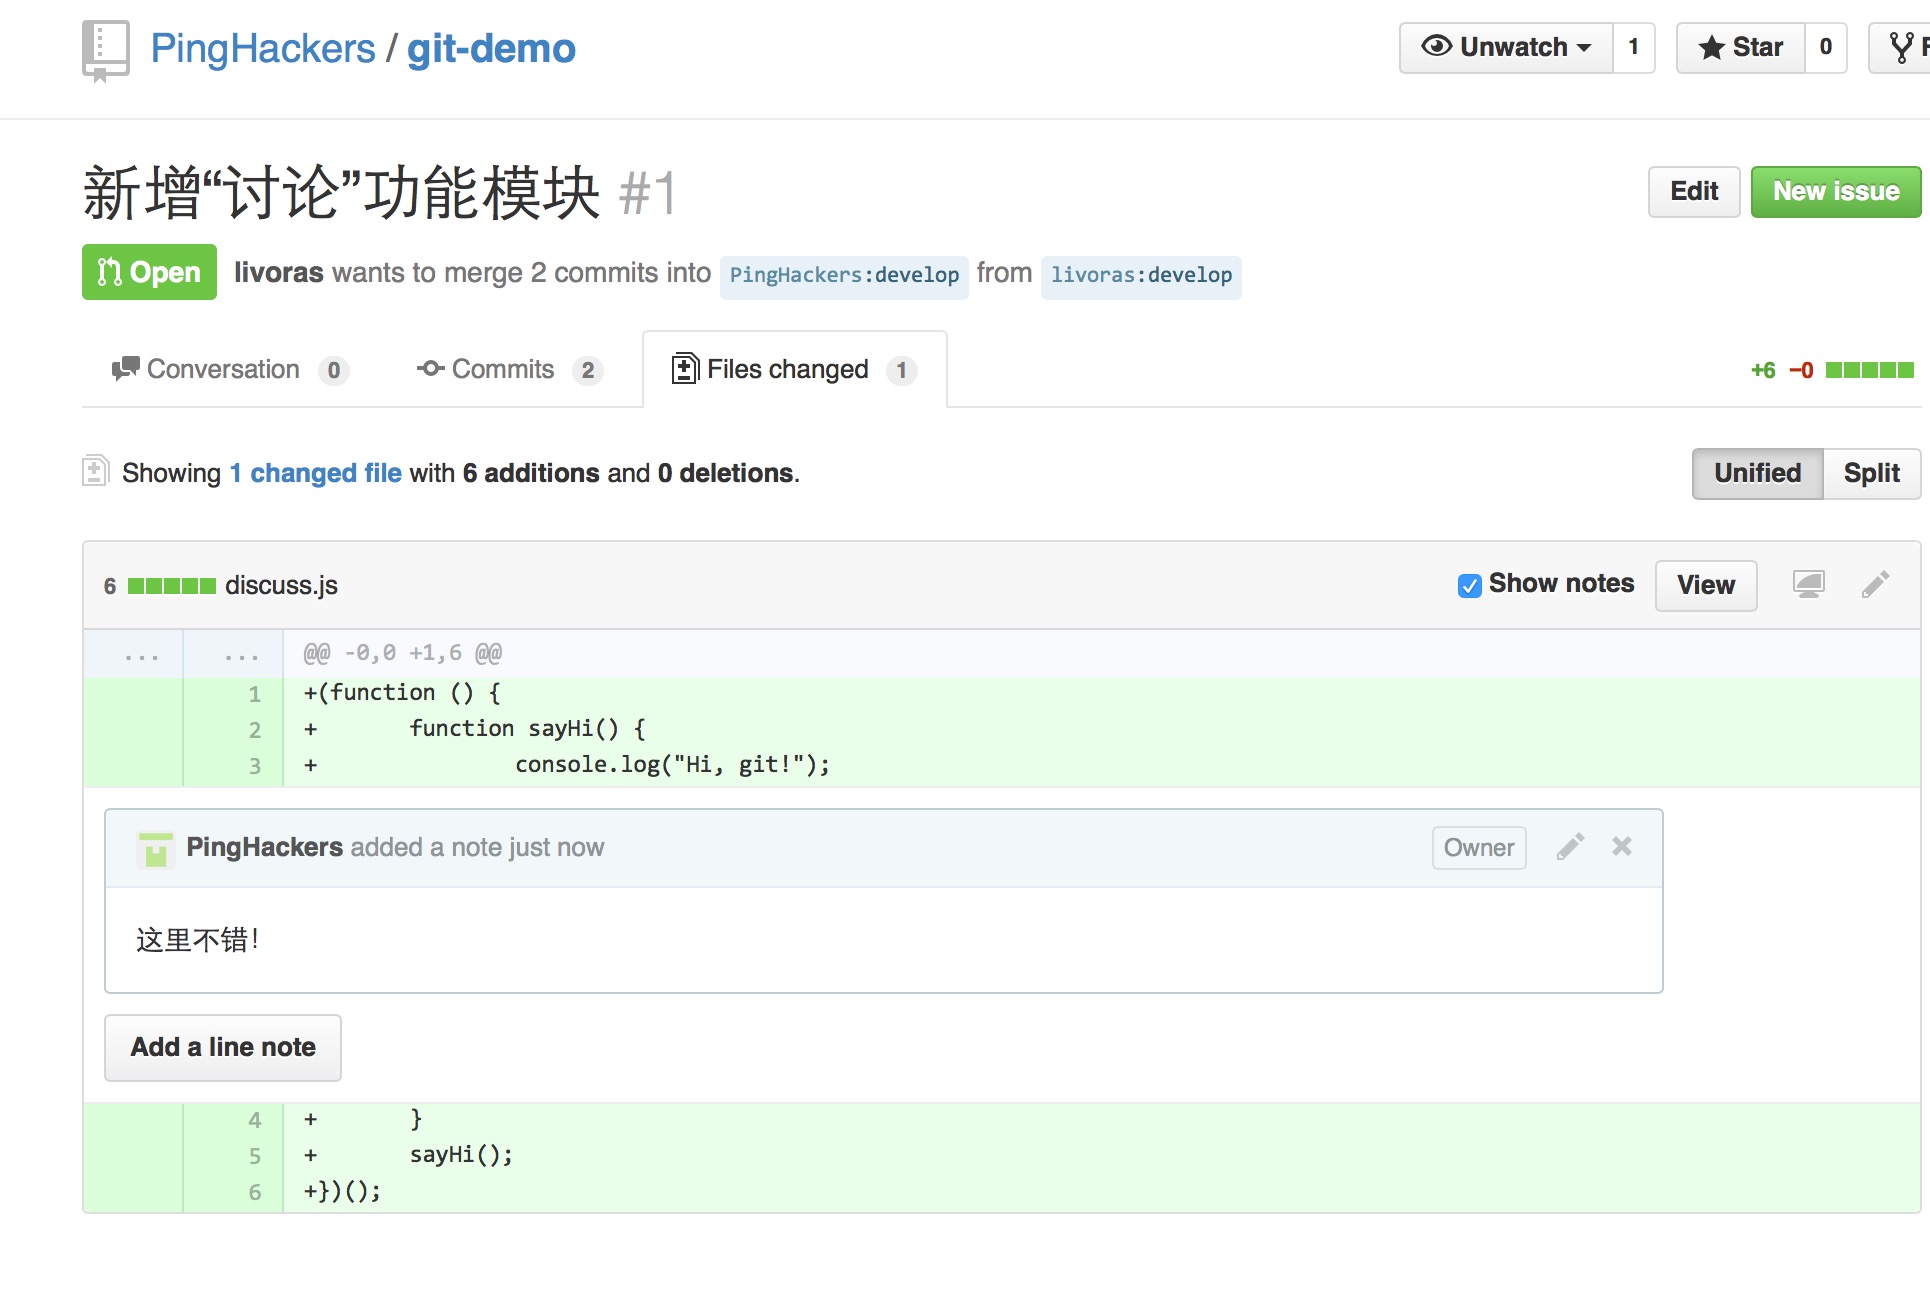 PingHackers / git-demo
Unwatch 1 Star 0
新增“讨论”功能模块 #1
Edit New issue
Open livoras wants to merge 2 commits into PingHackers:develop from livoras:develop
Conversation 0 Commits 2 Files changed 1 +6 −0
Showing 1 changed file with 6 additions and 0 deletions.
Unified Split
6 discuss.js Show notes View
... ... @@ -0,0 +1,6 @@
1 +(function () {
2 + function sayHi() {
3 + console.log("Hi, git!");
PingHackers added a note just now Owner
这里不错！
Add a line note
4 + }
5 + sayHi();
6 +})();